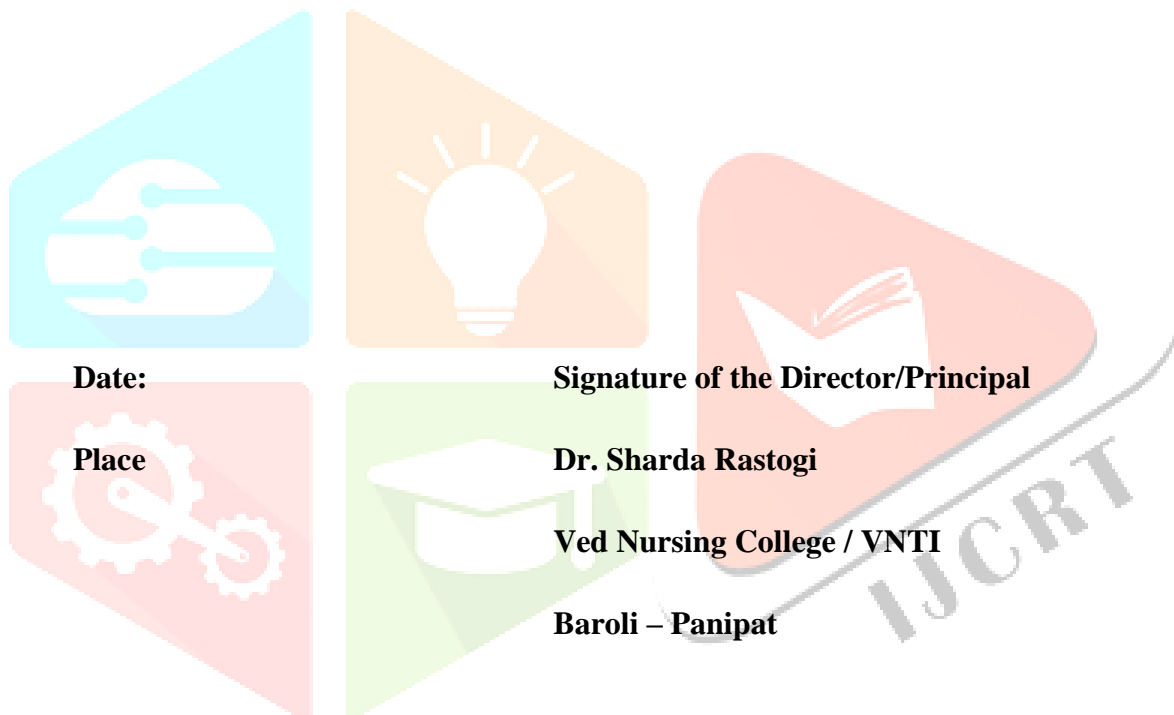 Date: Signature of the Director/Principal
Place Dr. Sharda Rastogi
Ved Nursing College / VNTI
Baroli – Panipat
IJCRT